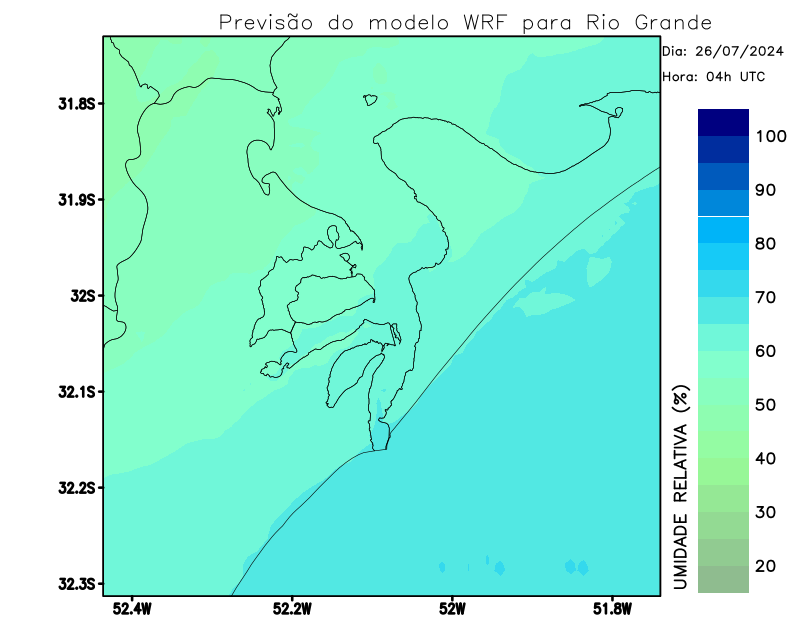 Previsão do modelo WRF para Rio Grande
Dia: 26/07/2024
Hora: 04h UTC
31.8S
31.9S
32S
32.1S
32.2S
32.3S
52.4W
52.2W
52W
51.8W
100
90
80
70
60
50
40
30
20
UMIDADE RELATIVA (%)